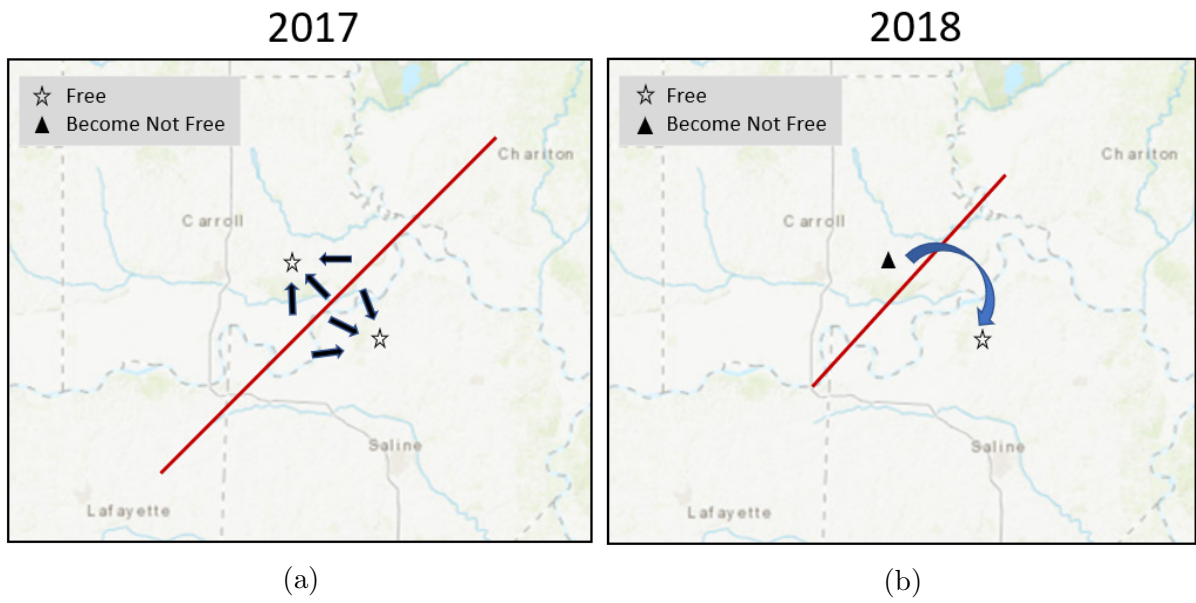 2017
Free
Become Not Free
Chariton
Carroll
Saline
Lafayette
(a)
2018
Free
Become Not Free
Chariton
Carroll
Saline
Lafayette
(b)